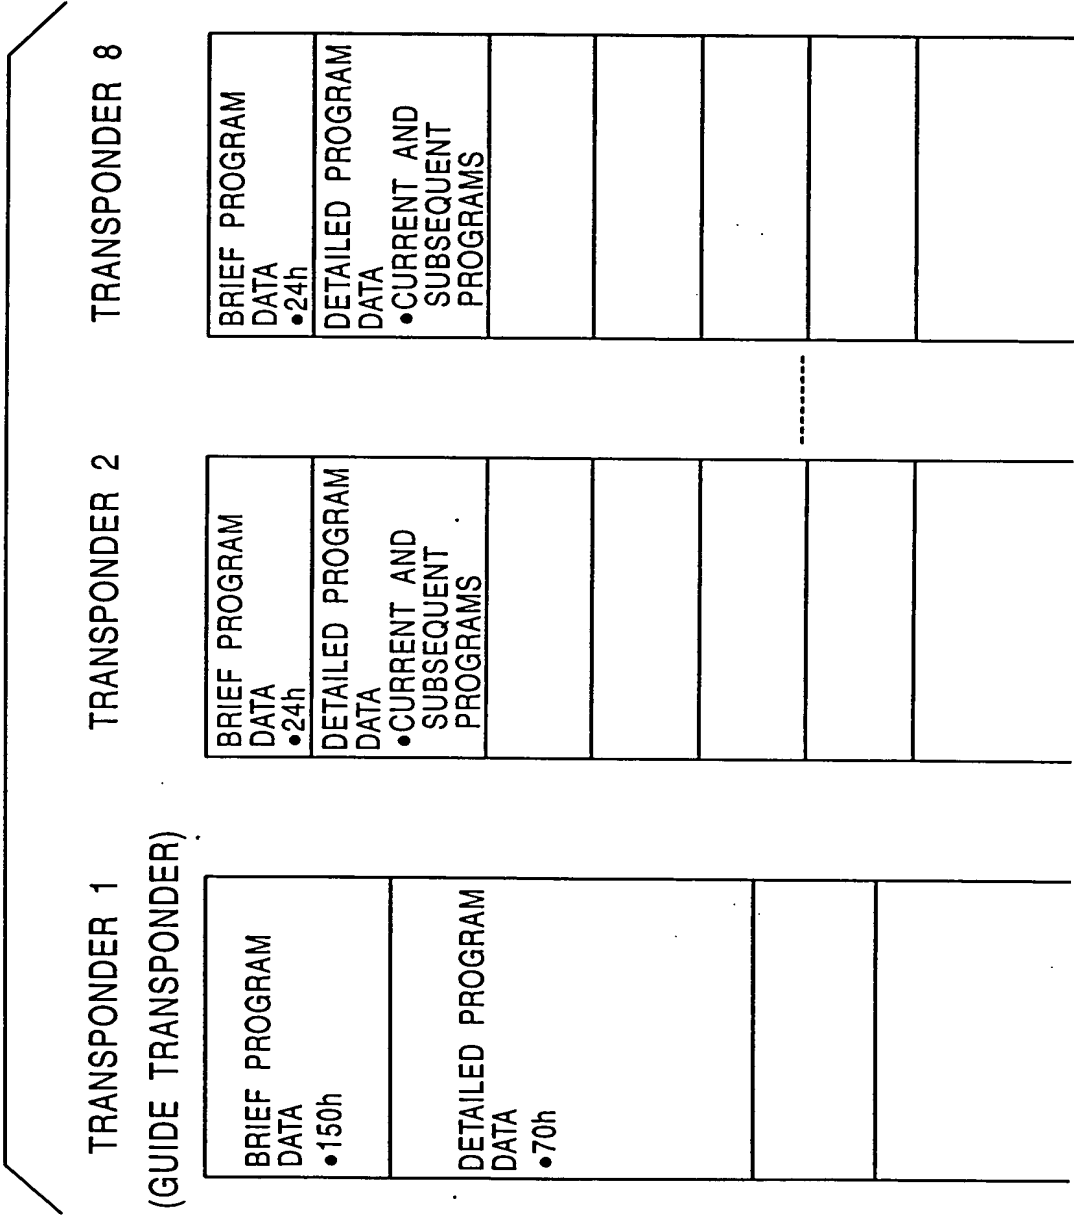 TRANSPONDER 1
(GUIDE TRANSPONDER)
BRIEF PROGRAM
DATA
•150h
DETAILED PROGRAM
DATA
•70h
TRANSPONDER 2
BRIEF PROGRAM
DATA
•24h
DETAILED PROGRAM
DATA
•CURRENT AND
SUBSEQUENT
PROGRAMS
TRANSPONDER 8
BRIEF PROGRAM
DATA
•24h
DETAILED PROGRAM
DATA
•CURRENT AND
SUBSEQUENT
PROGRAMS